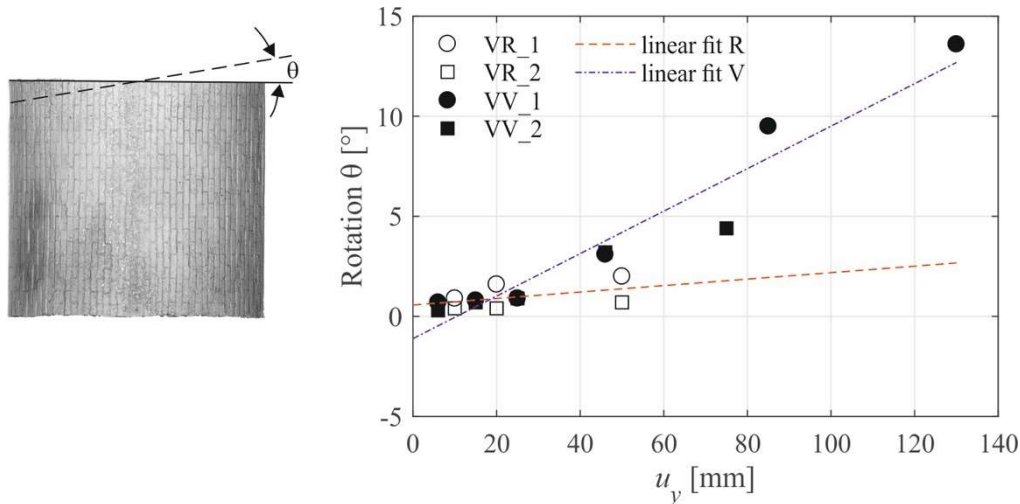 θ
VR_1
VR_2
VV_1
VV_2
linear fit R
linear fit V
15
10
5
0
-5
Rotation θ [°]
0 20 40 60 80 100 120 140
u_y [mm]